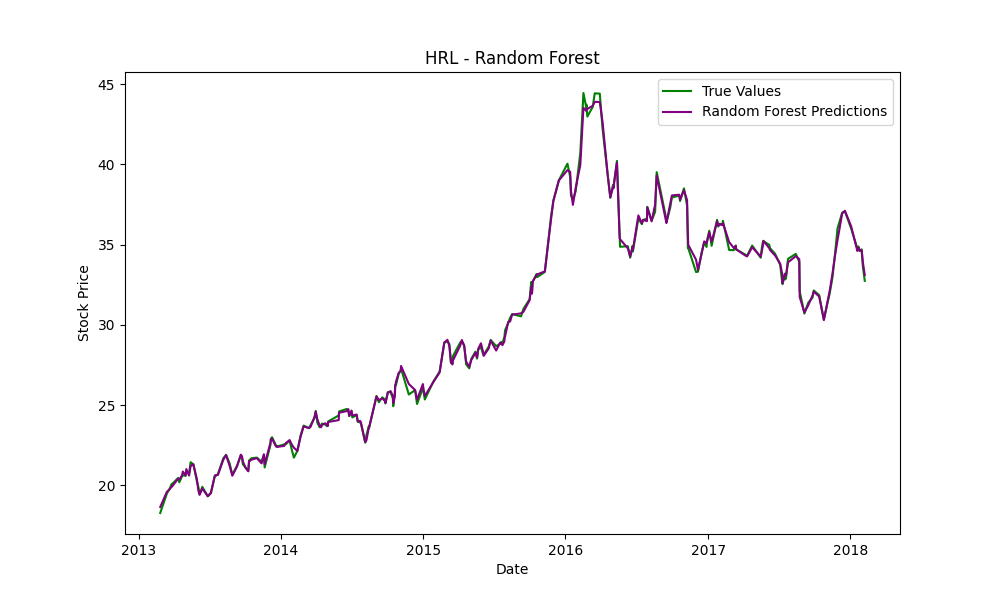 HRL - Random Forest
True Values
Random Forest Predictions
45
40
35
30
25
20
Stock Price
2013 2014 2015 2016 2017 2018
Date